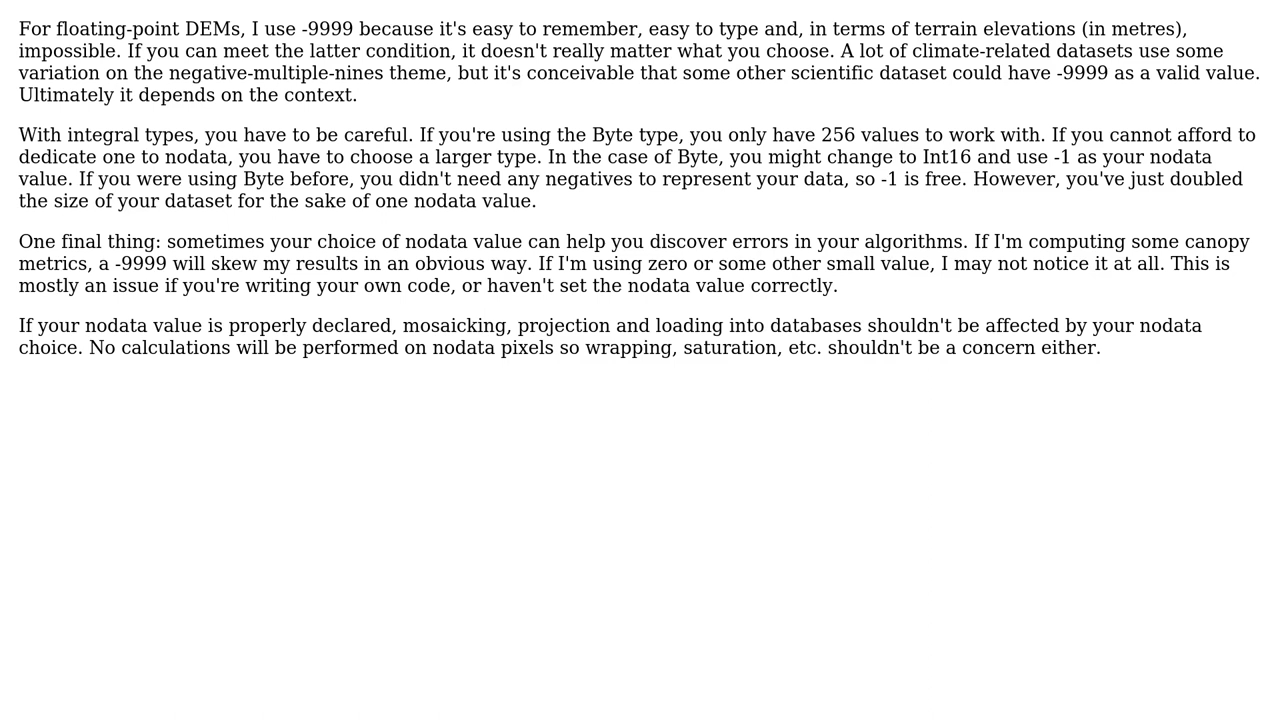 For floating-point DEMs, I use -9999 because it's easy to remember, easy to type and, in terms of terrain elevations (in metres),
impossible. If you can meet the latter condition, it doesn't really matter what you choose. A lot of climate-related datasets use some
variation on the negative-multiple-nines theme, but it's conceivable that some other scientific dataset could have -9999 as a valid value.
Ultimately it depends on the context.
With integral types, you have to be careful. If you're using the Byte type, you only have 256 values to work with. If you cannot afford to
dedicate one to nodata, you have to choose a larger type. In the case of Byte, you might change to Int16 and use -1 as your nodata
value. If you were using Byte before, you didn't need any negatives to represent your data, so -1 is free. However, you've just doubled
the size of your dataset for the sake of one nodata value.
One final thing: sometimes your choice of nodata value can help you discover errors in your algorithms. If I'm computing some canopy
metrics, a -9999 will skew my results in an obvious way. If I'm using zero or some other small value, I may not notice it at all. This is
mostly an issue if you're writing your own code, or haven't set the nodata value correctly.
If your nodata value is properly declared, mosaicking, projection and loading into databases shouldn't be affected by your nodata
choice. No calculations will be performed on nodata pixels so wrapping, saturation, etc. shouldn't be a concern either.